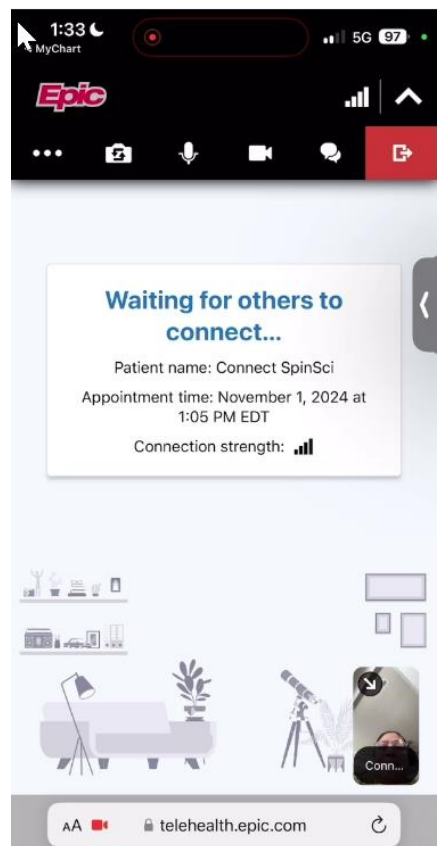 1:33
MyChart
5G 97
Epic
Waiting for others to
connect...
Patient name: Connect SpinSci
Appointment time: November 1, 2024 at
1:05 PM EDT
Connection strength:
Conn...
AA telehealth.epic.com